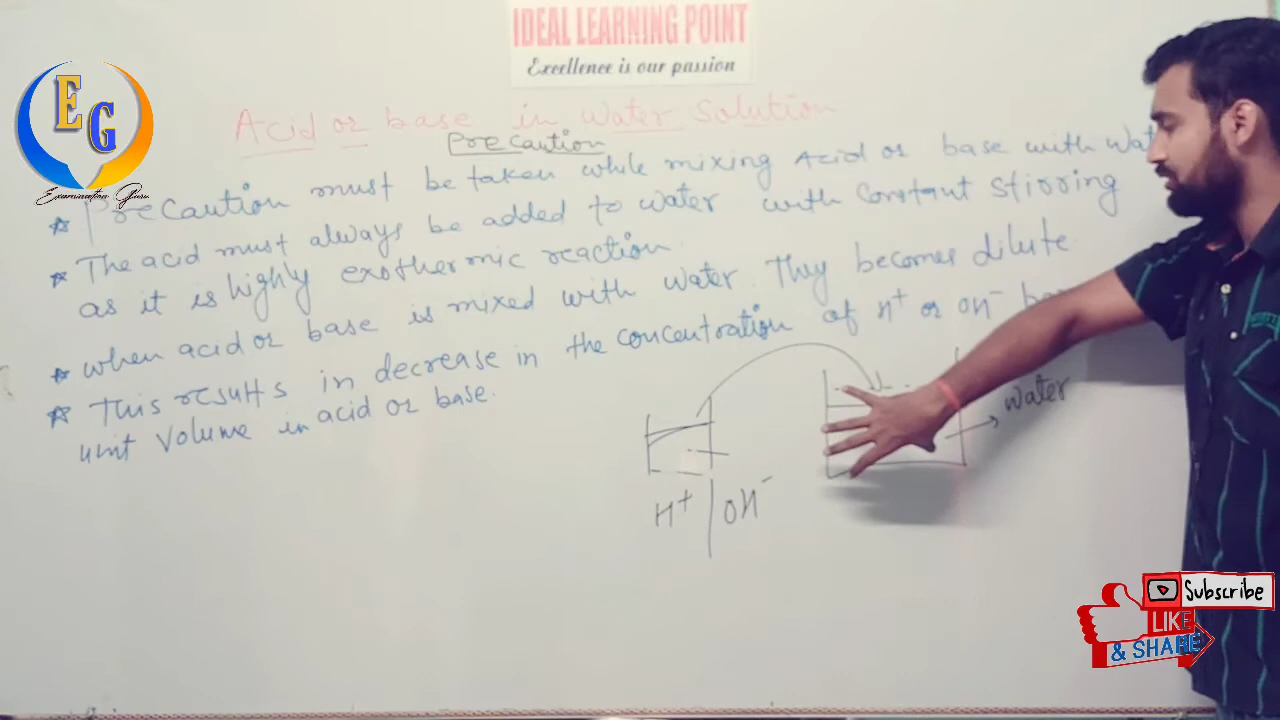 IDEAL LEARNING POINT
Excellence is our passion
EG
Examination Guru
Acid or base in water solution
Precaution
* Precaution must be taken while mixing Acid or base with
* The acid must always be added to water with constant stirring
as it is highly exothermic reaction.
* when acid or base is mixed with water. They becomes dilute.
* This results in decrease in the concentration of H+ or OH-
unit volume in acid or base.
water
H+ | OH-
Subscribe
LIKE
& SHARE